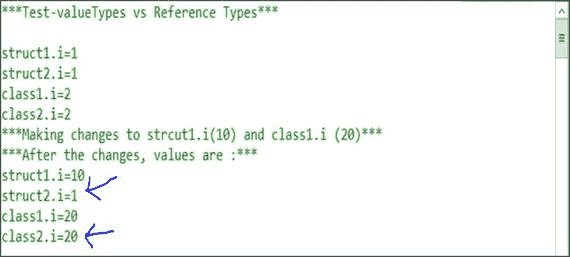 ***Test-valueTypes vs Reference Types***
struct1.i=1
struct2.i=1
class1.i=2
class2.i=2
***Making changes to strcut1.i(10) and class1.i (20)***
***After the changes, values are :***
struct1.i=10
struct2.i=1
class1.i=20
class2.i=20